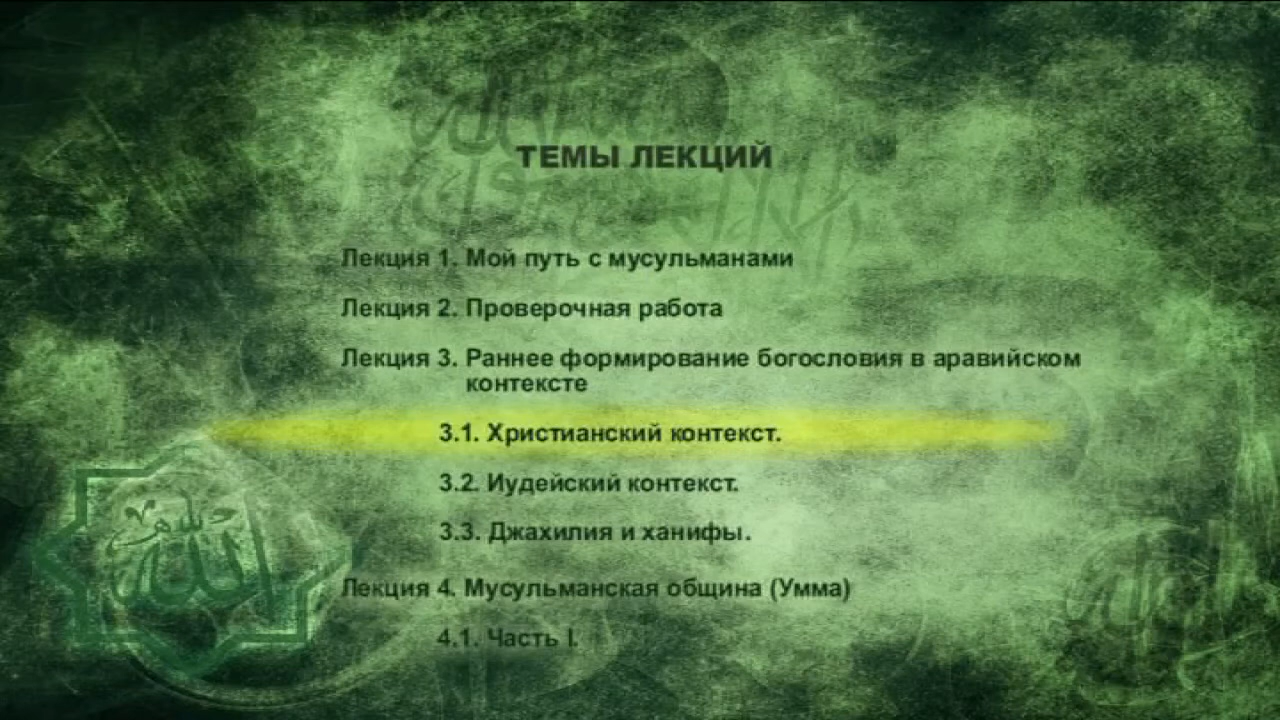 ТЕМЫ ЛЕКЦИЙ
Лекция 1. Мой путь с мусульманами
Лекция 2. Проверочная работа
Лекция 3. Раннее формирование богословия в аравийском
контексте
3.1. Христианский контекст.
3.2. Иудейский контекст.
3.3. Джахилия и ханифы.
Лекция 4. Мусульманская община (Умма)
4.1. Часть I.
الله